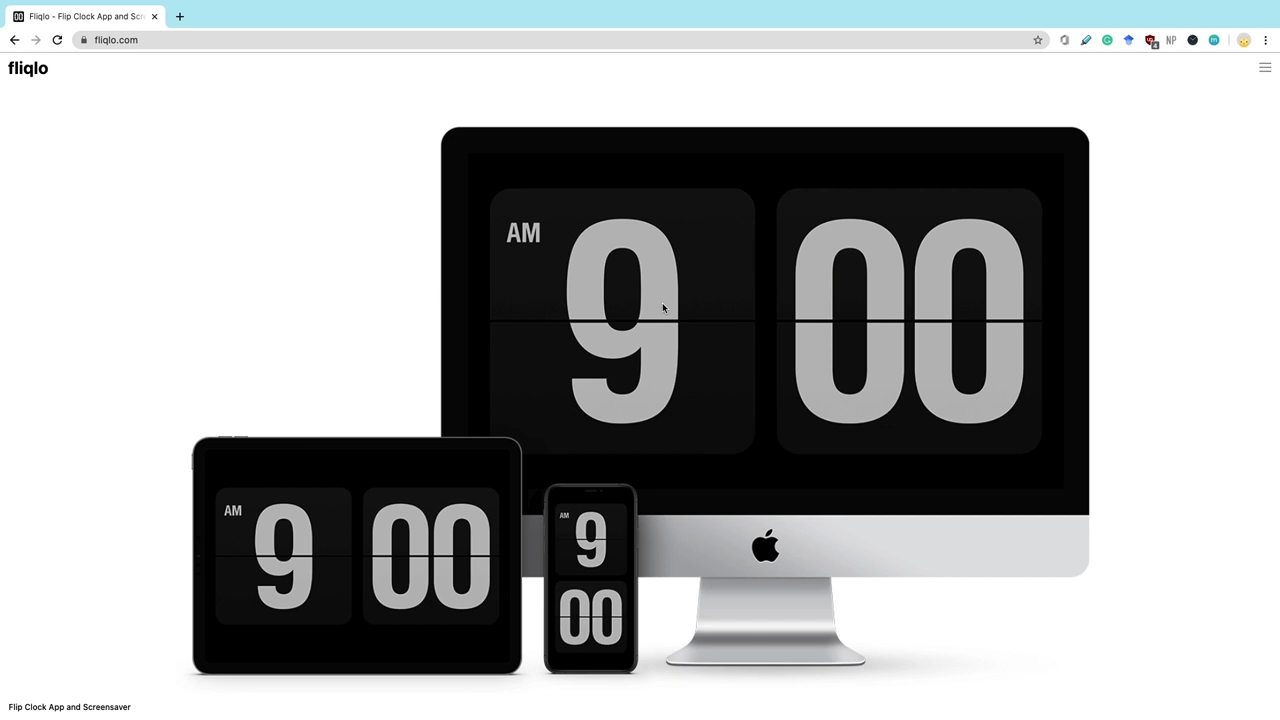 Fliqlo - Flip Clock App and Scr
fliqlo.com
4
NP
m
fliqlo
AM
9 00
AM
9 00
AM
9
00
Flip Clock App and Screensaver